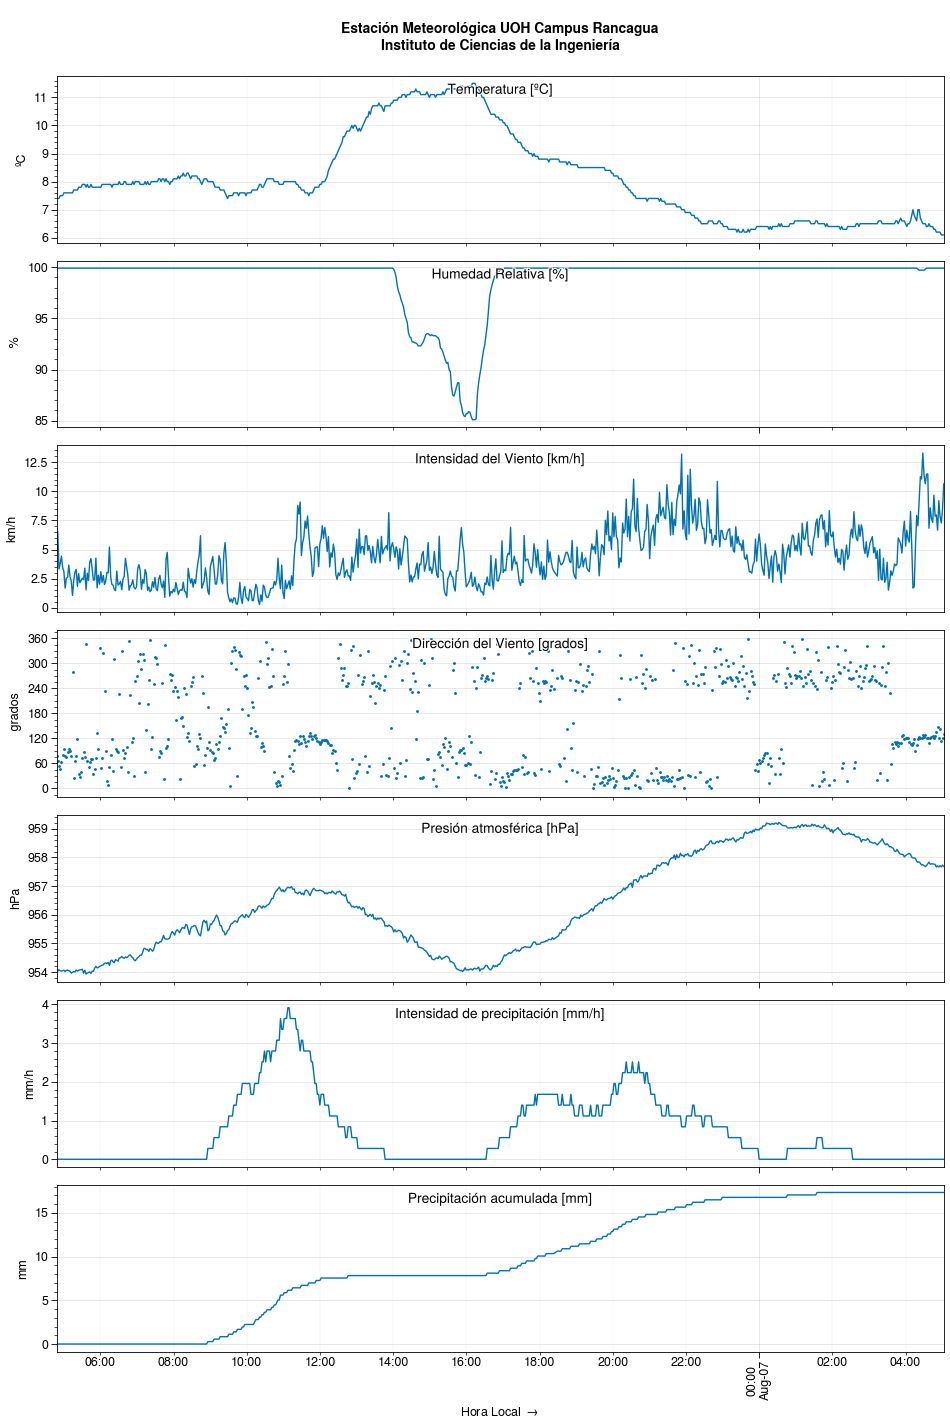 Estación Meteorológica UOH Campus Rancagua
Instituto de Ciencias de la Ingeniería
Temperatura [ºC]
11
10
9
8
7
6
ºC
Humedad Relativa [%]
100
95
90
85
%
Intensidad del Viento [km/h]
12.5
10
7.5
5
2.5
0
km/h
Dirección del Viento [grados]
360
300
240
180
120
60
0
grados
Presión atmosférica [hPa]
959
958
957
956
955
954
hPa
Intensidad de precipitación [mm/h]
4
3
2
1
0
mm/h
Precipitación acumulada [mm]
15
10
5
0
mm
06:00 08:00 10:00 12:00 14:00 16:00 18:00 20:00 22:00 00:00 02:00 04:00
Aug-07
Hora Local →